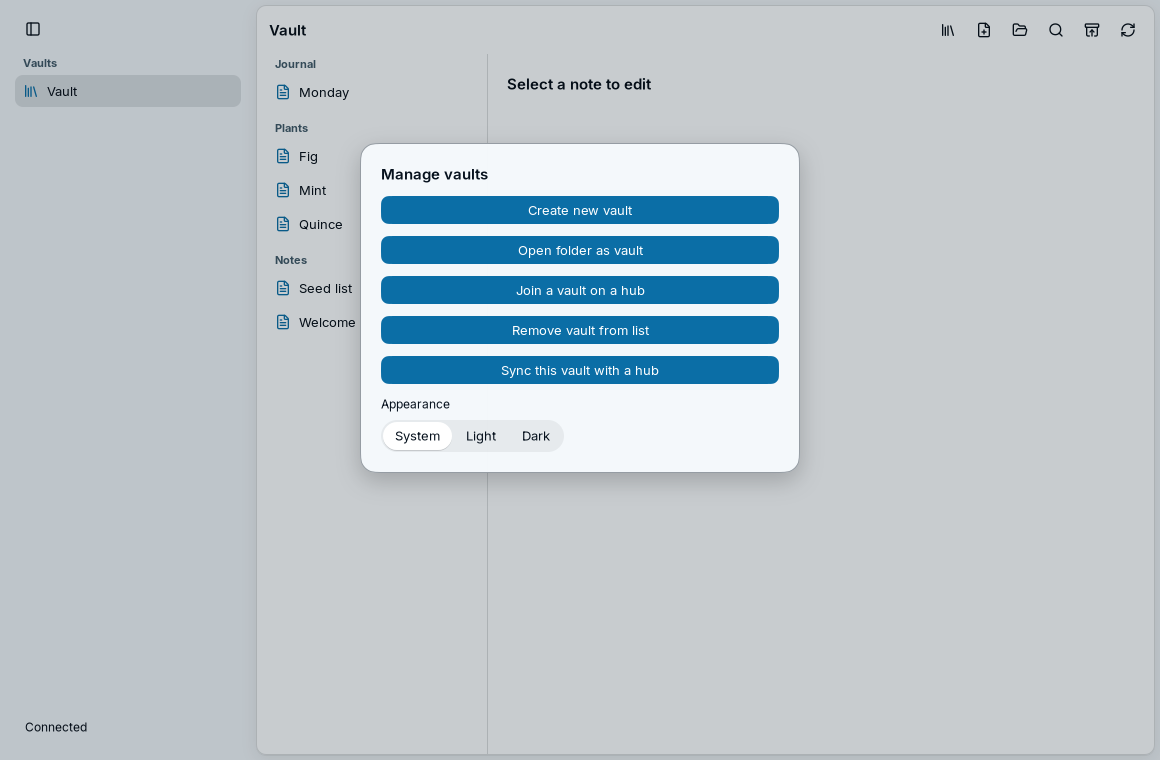 Vaults
Vault
Connected
Vault
Journal
Monday
Plants
Fig
Mint
Quince
Notes
Seed list
Welcome
Select a note to edit
Manage vaults
Create new vault
Open folder as vault
Join a vault on a hub
Remove vault from list
Sync this vault with a hub
Appearance
System Light Dark